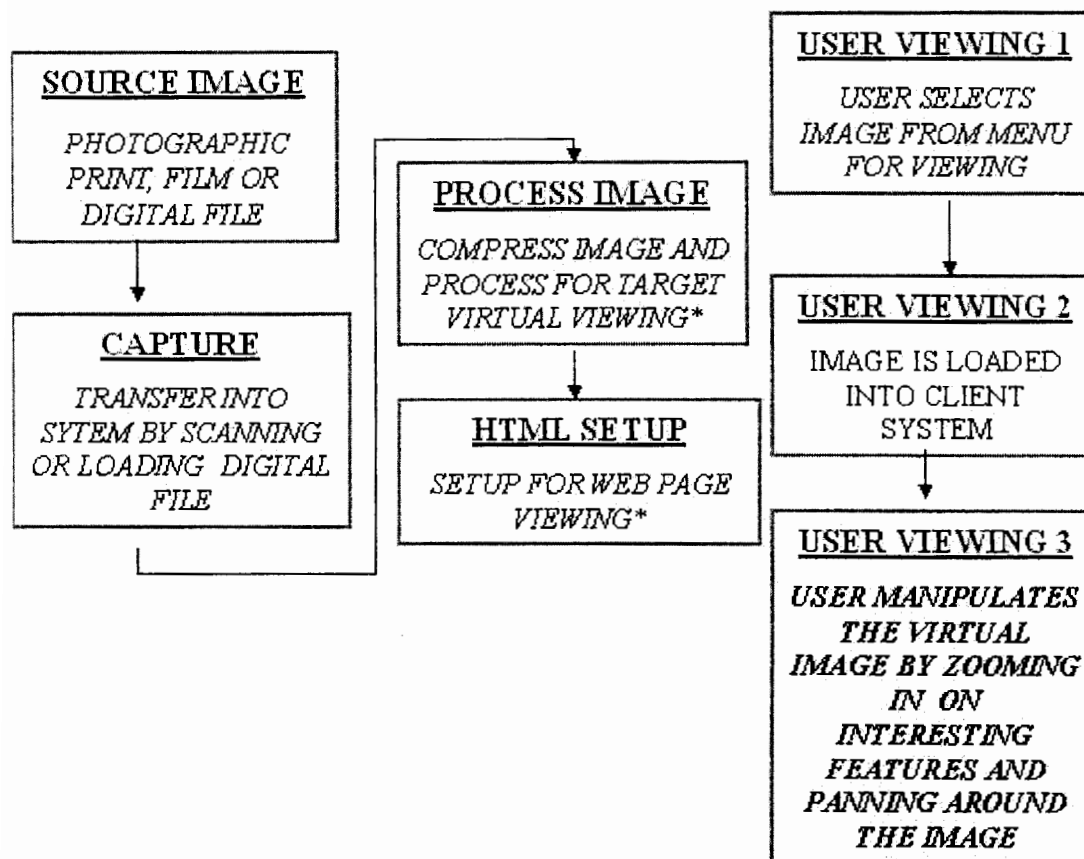 SOURCE IMAGE
PHOTOGRAPHIC
PRINT, FILM OR
DIGITAL FILE
CAPTURE
TRANSFER INTO
SYTEM BY SCANNING
OR LOADING DIGITAL
FILE
PROCESS IMAGE
COMPRESS IMAGE AND
PROCESS FOR TARGET
VIRTUAL VIEWING*
HTML SETUP
SETUP FOR WEB PAGE
VIEWING*
USER VIEWING 1
USER SELECTS
IMAGE FROM MENU
FOR VIEWING
USER VIEWING 2
IMAGE IS LOADED
INTO CLIENT
SYSTEM
USER VIEWING 3
USER MANIPULATES
THE VIRTUAL
IMAGE BY ZOOMING
IN ON
INTERESTING
FEATURES AND
PANNING AROUND
THE IMAGE